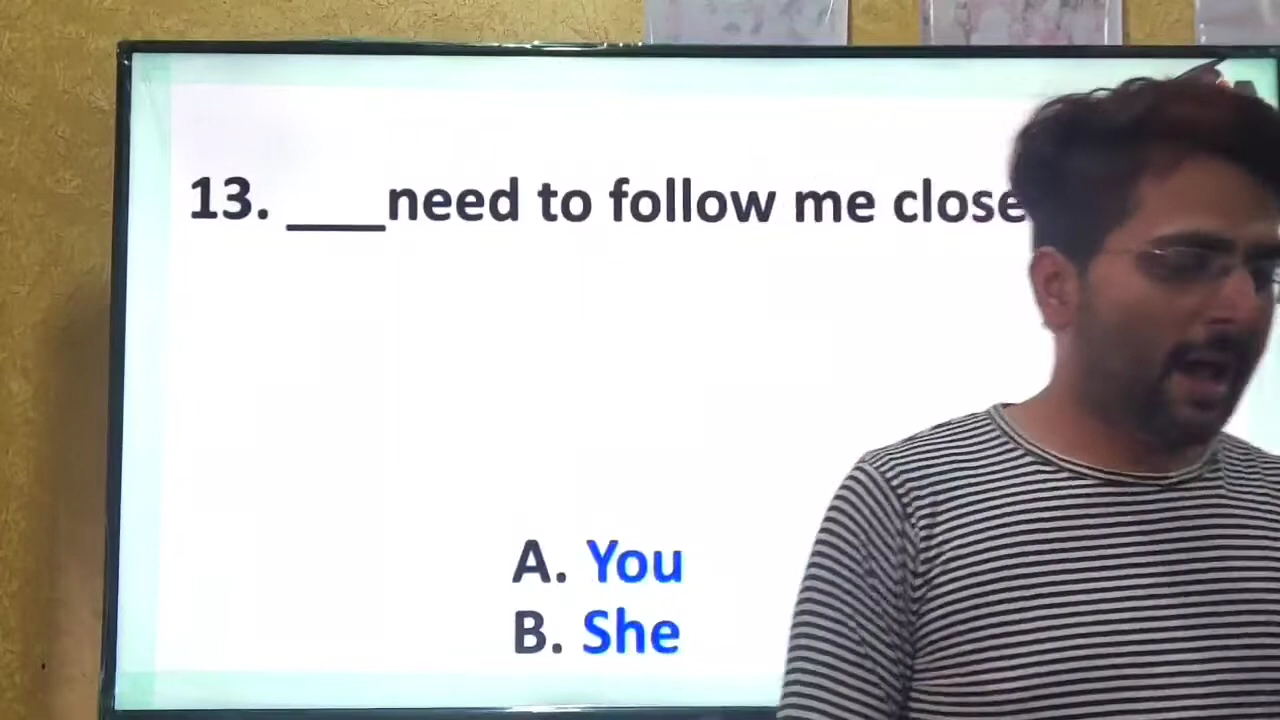 13. ____need to follow me close
A. You
B. She